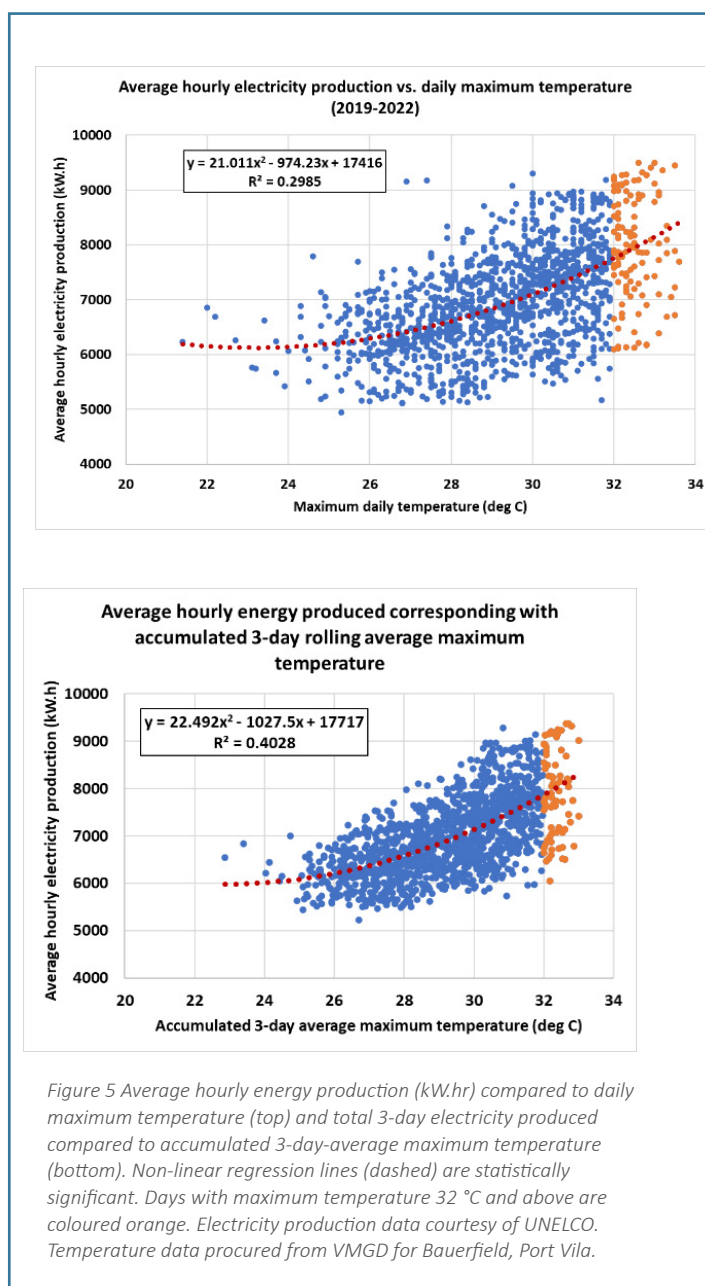 Average hourly electricity production vs. daily maximum temperature
(2019-2022)
10000
9000
8000
7000
6000
5000
4000
Average hourly electricity production (kW.h)
y = 21.011x² - 974.23x + 17416
R² = 0.2985
20 22 24 26 28 30 32 34
Maximum daily temperature (deg C)
Average hourly energy produced corresponding with
accumulated 3-day rolling average maximum
temperature
10000
9000
8000
7000
6000
5000
4000
Average hourly electricity production (kW.h)
y = 22.492x² - 1027.5x + 17717
R² = 0.4028
20 22 24 26 28 30 32 34
Accumulated 3-day average maximum temperature (deg C)
Figure 5 Average hourly energy production (kW.hr) compared to daily
maximum temperature (top) and total 3-day electricity produced
compared to accumulated 3-day-average maximum temperature
(bottom). Non-linear regression lines (dashed) are statistically
significant. Days with maximum temperature 32 °C and above are
coloured orange. Electricity production data courtesy of UNELCO.
Temperature data procured from VMGD for Bauerfield, Port Vila.